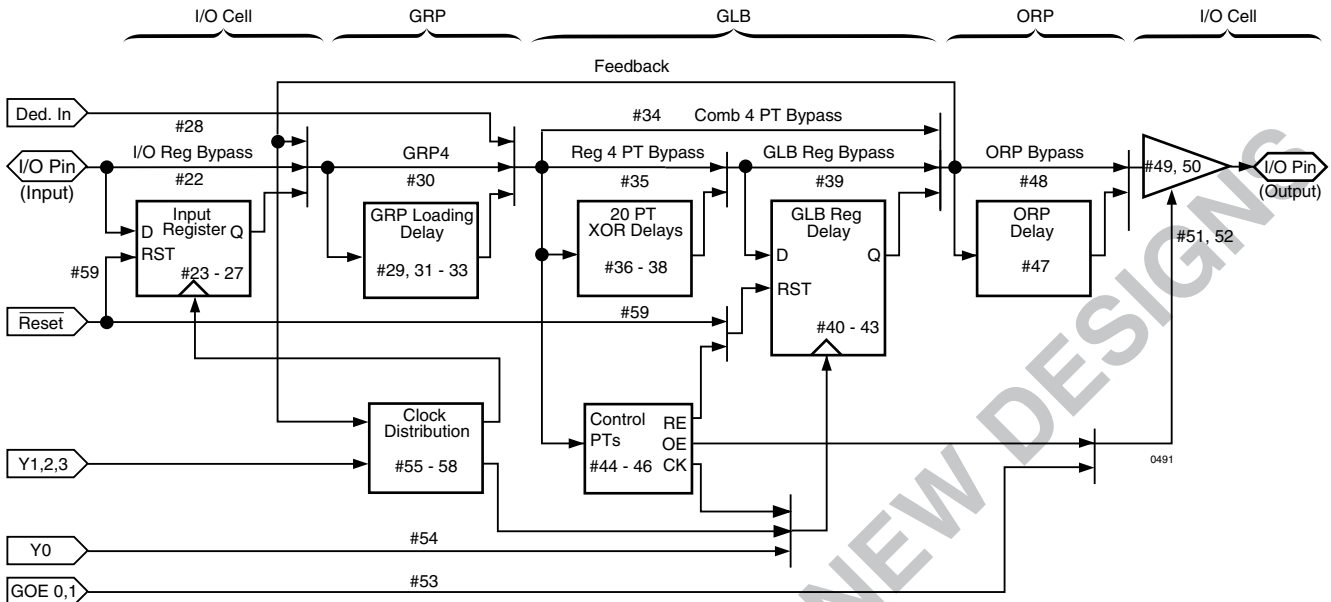 I/O Cell
GRP
GLB
ORP
I/O Cell
Feedback
Ded. In
#28
#34
Comb 4 PT Bypass
I/O Pin
(Input)
I/O Reg Bypass
#22
GRP4
#30
Reg 4 PT Bypass
#35
GLB Reg Bypass
#39
ORP Bypass
#48
#49, 50
I/O Pin
(Output)
Input
Register
D
Q
RST
#23 - 27
#59
GRP Loading
Delay
#29, 31 - 33
20 PT
XOR Delays
#36 - 38
GLB Reg
Delay
D
Q
RST
#40 - 43
ORP
Delay
#47
#51, 52
Reset
#59
Clock
Distribution
#55 - 58
Control
PTs
#44 - 46
RE
OE
CK
0491
Y1,2,3
Y0
#54
GOE 0,1
#53
NEW DESIGNS